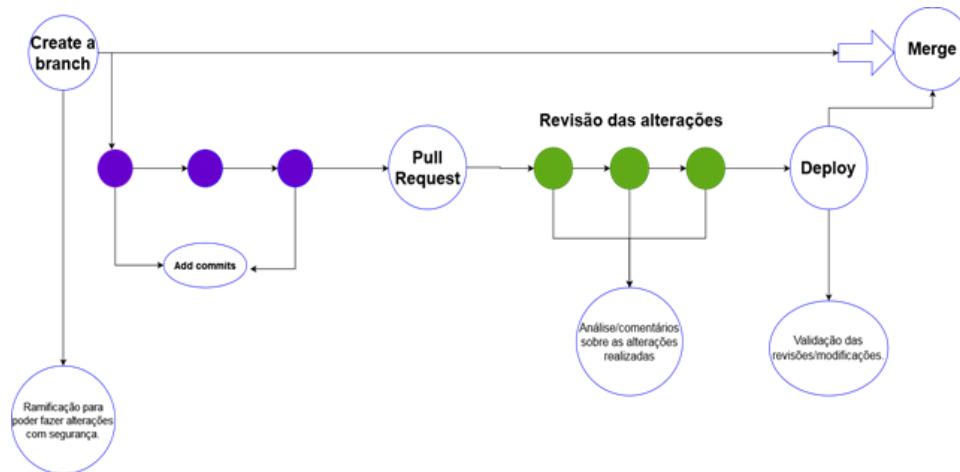 Create a
branch
Merge
Revisão das alterações
Pull
Request
Deploy
Add commits
Análise/comentários
sobre as alterações
realizadas
Validação das
revisões/modificações.
Ramificação para
poder fazer alterações
com segurança.